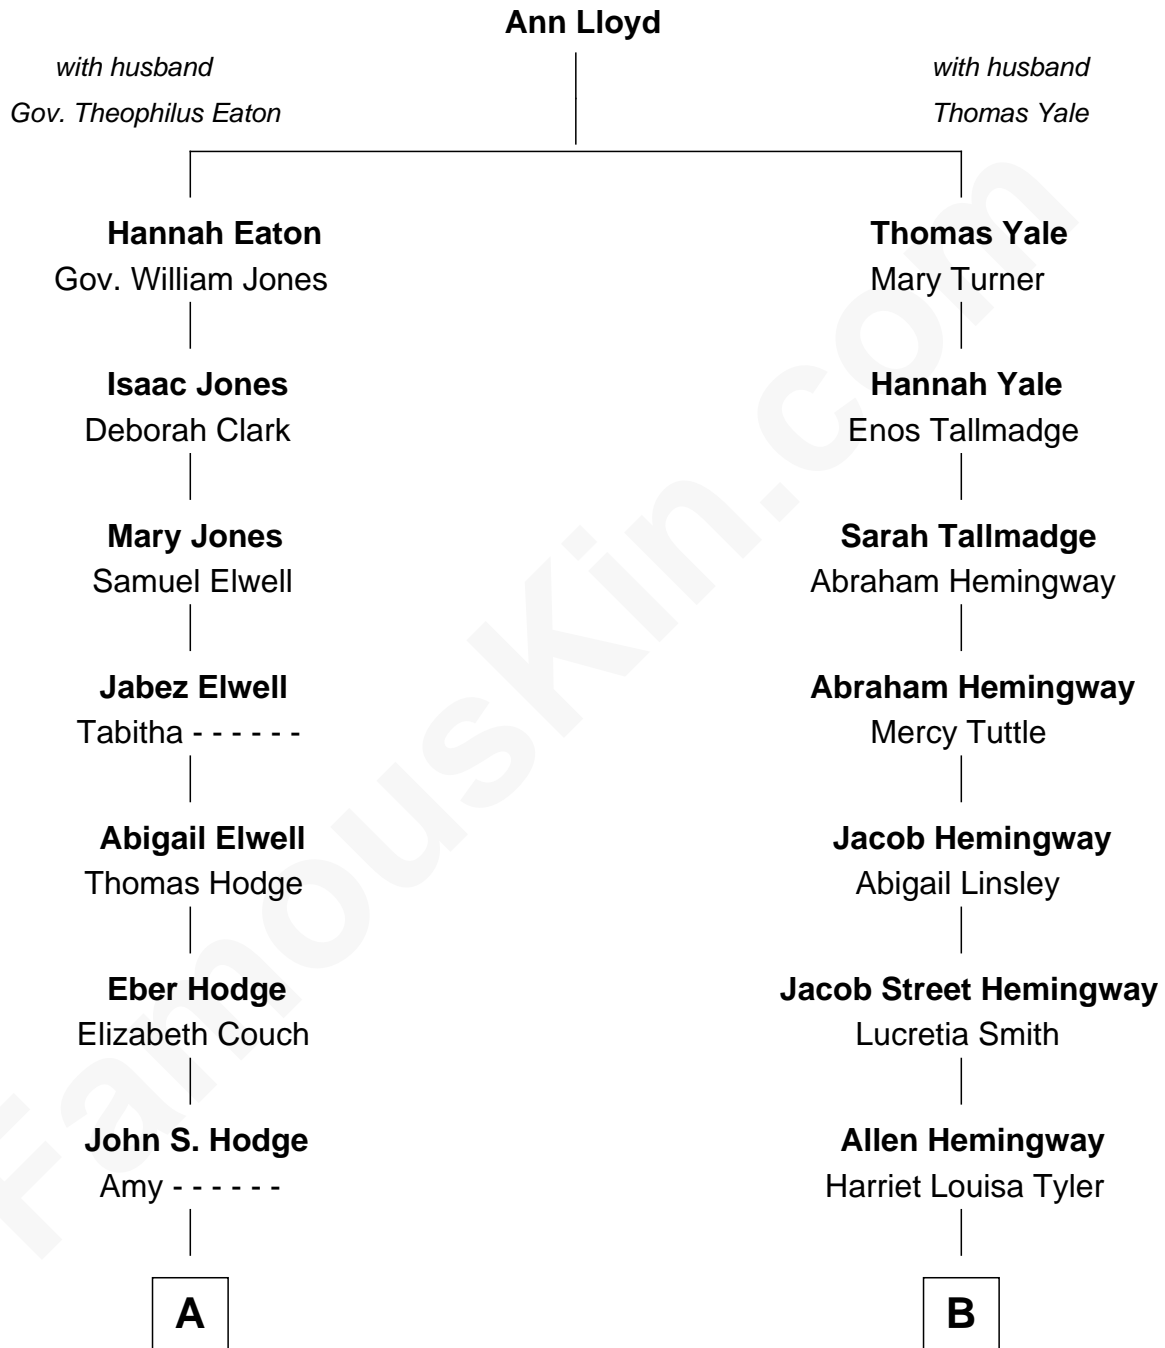 Ann Lloyd
with husband
Gov. Theophilus Eaton
with husband
Thomas Yale
Hannah Eaton
Gov. William Jones
Thomas Yale
Mary Turner
Isaac Jones
Deborah Clark
Hannah Yale
Enos Tallmadge
Mary Jones
Samuel Elwell
Sarah Tallmadge
Abraham Hemingway
Jabez Elwell
Tabitha - - - - - -
Abraham Hemingway
Mercy Tuttle
Abigail Elwell
Thomas Hodge
Jacob Hemingway
Abigail Linsley
Eber Hodge
Elizabeth Couch
Jacob Street Hemingway
Lucretia Smith
John S. Hodge
Amy - - - - - -
Allen Hemingway
Harriet Louisa Tyler
A
B
FamousKin.com